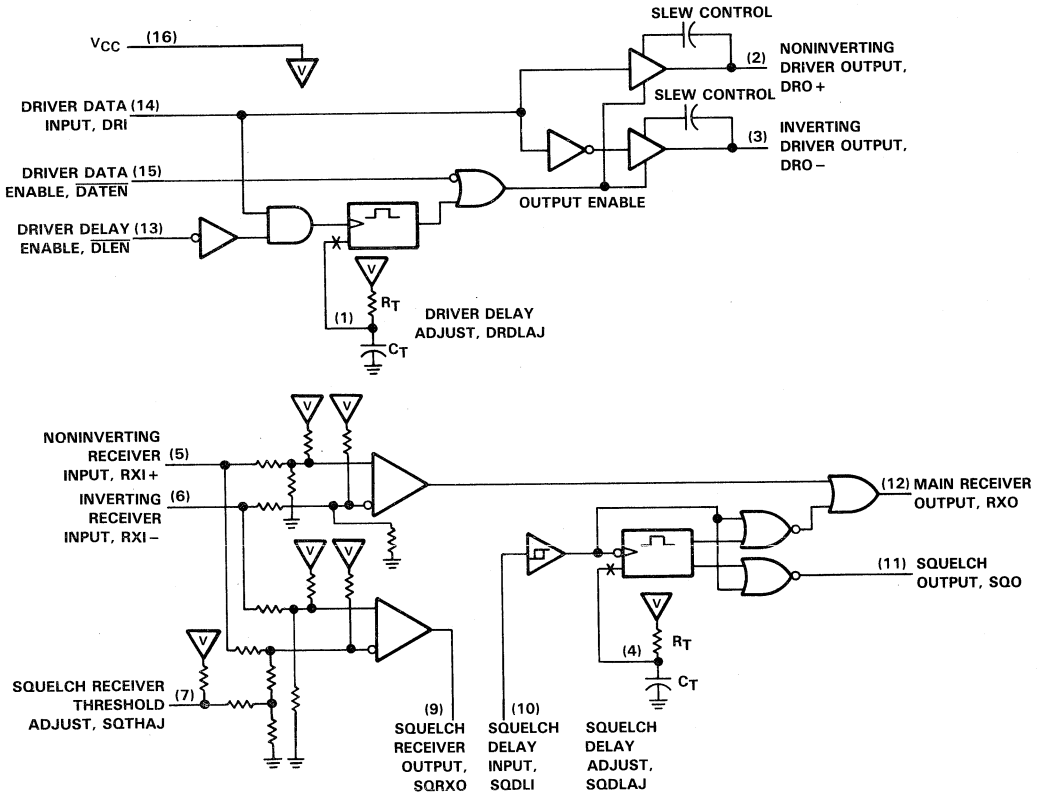 SLEW CONTROL
VCC (16)
V
(2) NONINVERTING
DRIVER OUTPUT,
DRO+
DRIVER DATA (14)
INPUT, DRI
SLEW CONTROL
(3) INVERTING
DRIVER OUTPUT,
DRO−
DRIVER DATA (15)
ENABLE, DATEN
OUTPUT ENABLE
DRIVER DELAY (13)
ENABLE, DLEN
V
RT
(1)
DRIVER DELAY
ADJUST, DRDLAJ
CT
V V
NONINVERTING
RECEIVER (5)
INPUT, RXI+
INVERTING (6)
RECEIVER
INPUT, RXI−
(12) MAIN RECEIVER
OUTPUT, RXO
V V
(11) SQUELCH
OUTPUT, SQO
V
RT
(4)
CT
V
SQUELCH RECEIVER
THRESHOLD (7)
ADJUST, SQTHAJ
(9)
SQUELCH
RECEIVER
OUTPUT,
SQRXO
(10)
SQUELCH
DELAY
INPUT,
SQDLI
SQUELCH
DELAY
ADJUST,
SQDLAJ